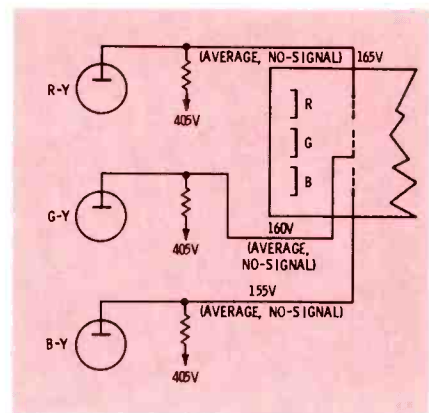 (AVERAGE, NO-SIGNAL) 165V
R-Y
R
405V
G
B
G-Y
160V
405V
(AVERAGE,
NO-SIGNAL)
155V
(AVERAGE, NO-SIGNAL)
B-Y
405V